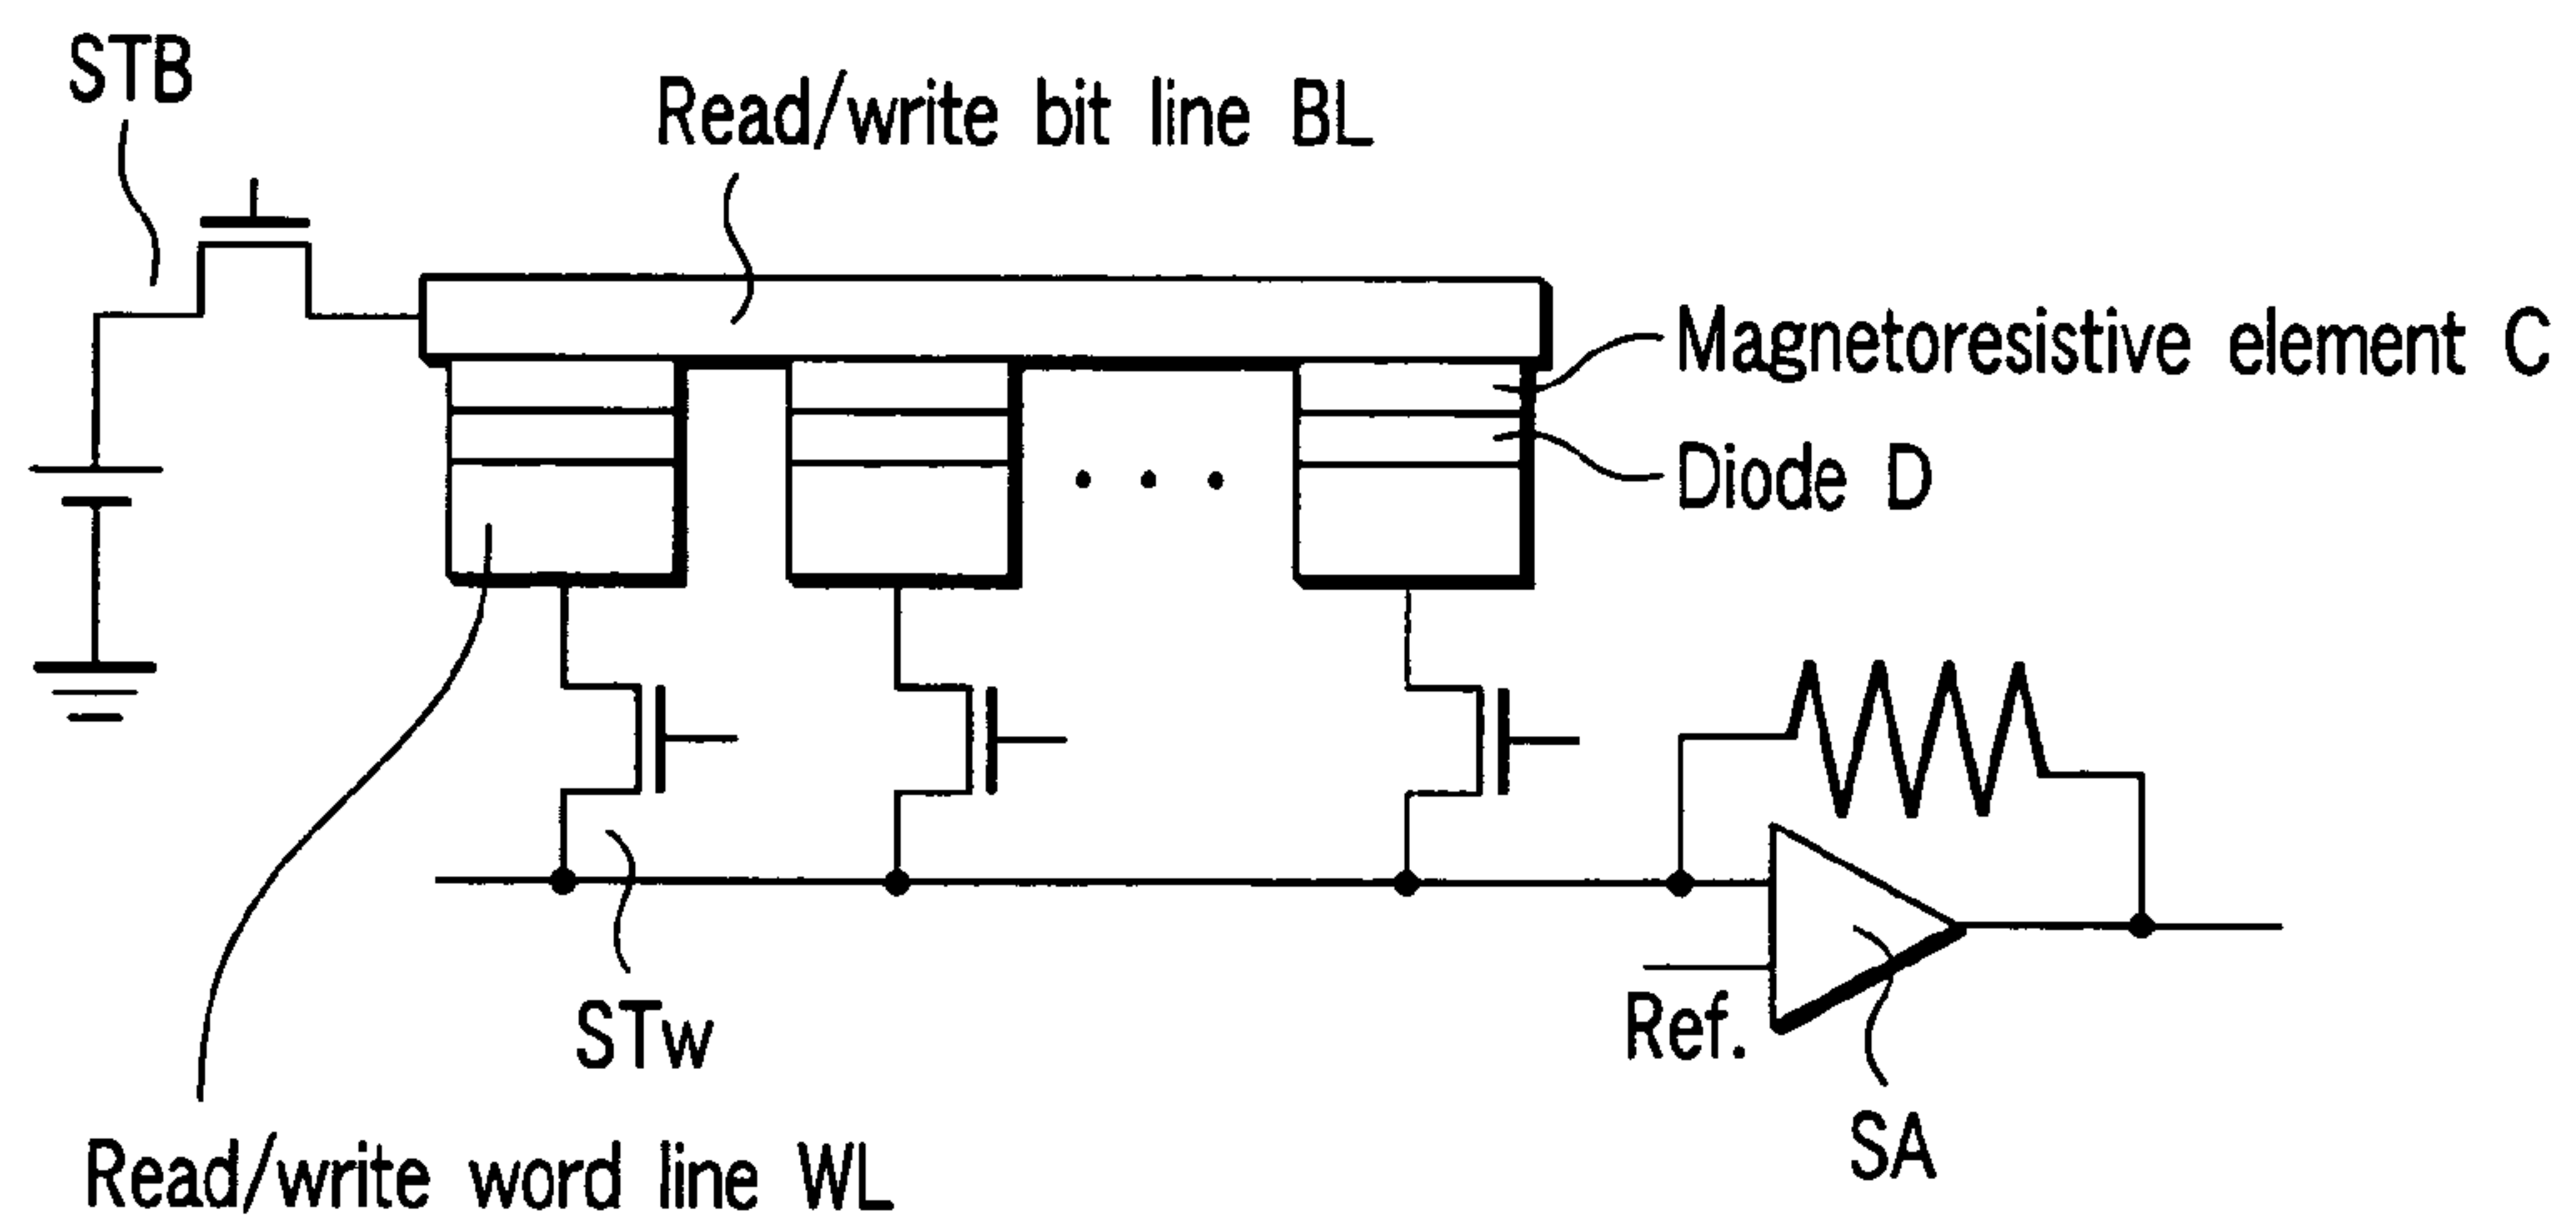 STB
Read/write bit line BL
Magnetoresistive element C
Diode D
STw
Ref.
SA
Read/write word line WL